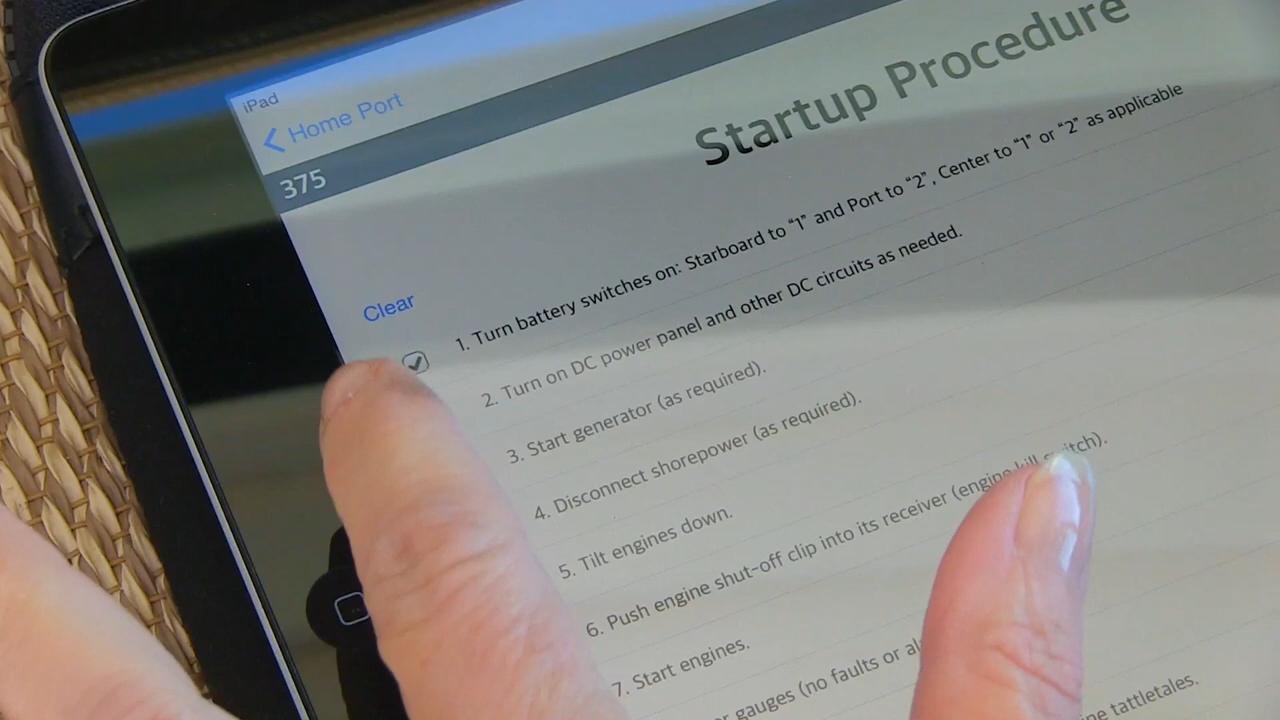 iPad
Home Port
375
Startup Procedure
Clear
1. Turn battery switches on: Starboard to “1” and Port to “2” , Center to “1” or “2” as applicable
2. Turn on DC power panel and other DC circuits as needed.
3. Start generator (as required).
4. Disconnect shorepower (as required).
5. Tilt engines down.
6. Push engine shut-off clip into its receiver (engine kill switch).
7. Start engines.
gauges (no faults or
tattletales.